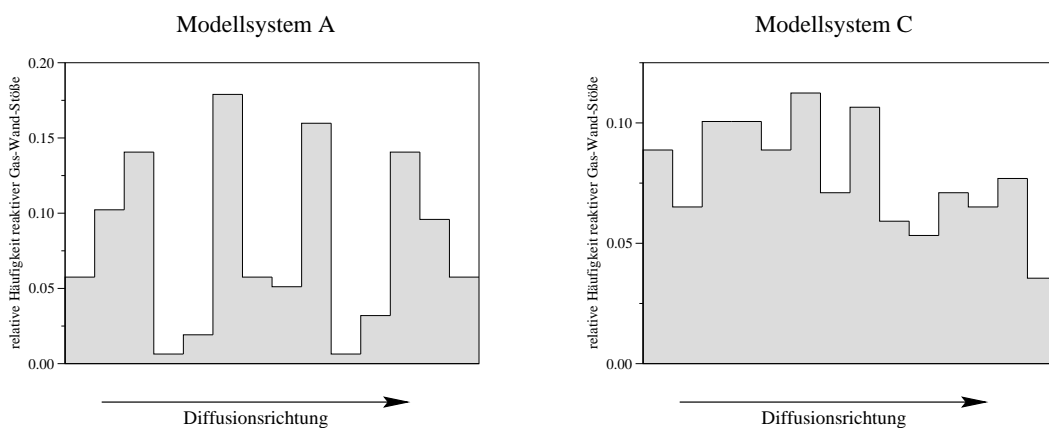 Modellsystem A
relative Häufigkeit reaktiver Gas-Wand-Stöße
0.20
0.15
0.10
0.05
0.00
Diffusionsrichtung
Modellsystem C
relative Häufigkeit reaktiver Gas-Wand-Stöße
0.10
0.05
0.00
Diffusionsrichtung